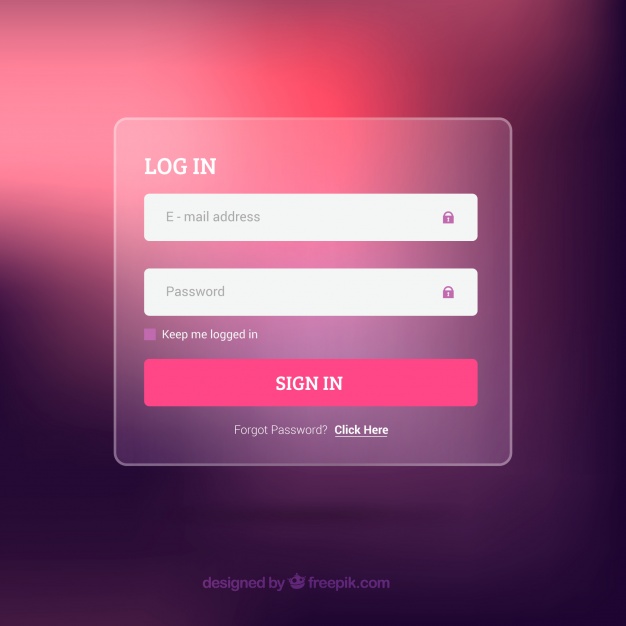 LOG IN
E - mail address
Password
Keep me logged in
SIGN IN
Forgot Password? Click Here
designed by freepik.com